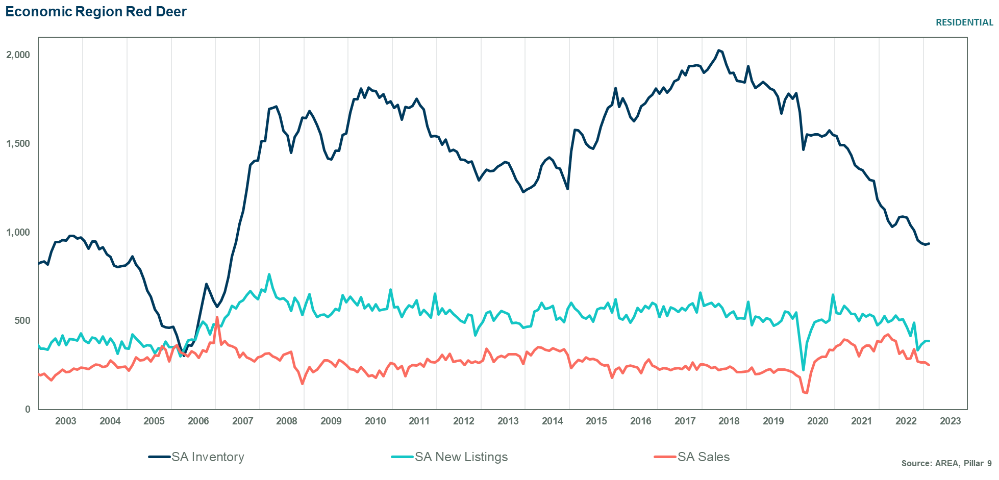 Economic Region Red Deer
RESIDENTIAL
2,000
1,500
1,000
500
0
2003 2004 2005 2006 2007 2008 2009 2010 2011 2012 2013 2014 2015 2016 2017 2018 2019 2020 2021 2022 2023
SA Inventory SA New Listings SA Sales
Source: AREA, Pillar 9